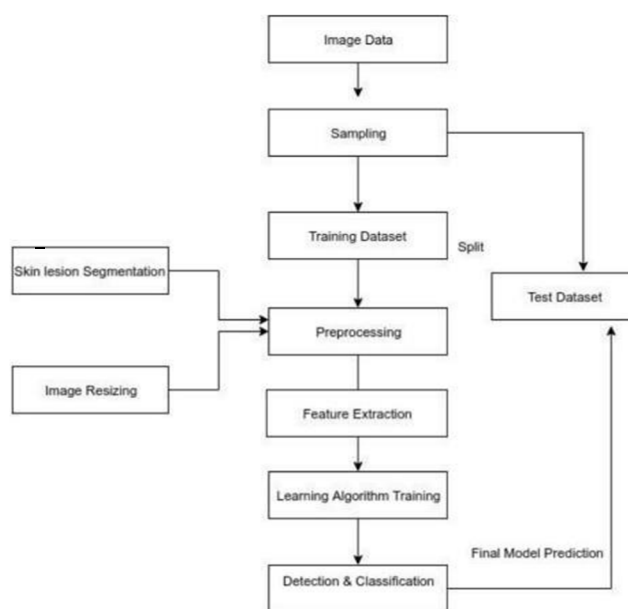 Image Data
Sampling
Training Dataset
Split
Skin lesion Segmentation
Test Dataset
Preprocessing
Image Resizing
Feature Extraction
Learning Algorithm Training
Final Model Prediction
Detection & Classification